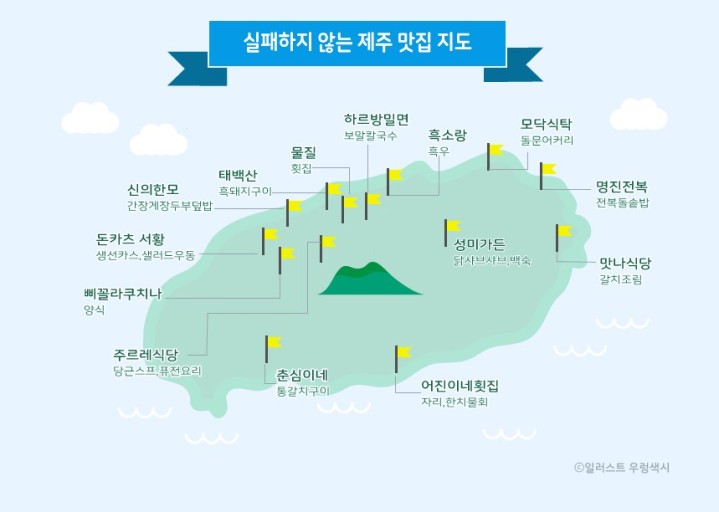 실패하지 않는 제주 맛집 지도
하르방밀면
보말칼국수
흑소랑
흑우
모닥식탁
돌문어커리
물질
횟집
태백산
흑돼지구이
신의한모
간장게장두부덮밥
명진전복
전복돌솥밥
돈카츠 서황
생선카스,샐러드우동
성미가든
닭샤브샤브,백숙
맛나식당
갈치조림
삐꼴라쿠치나
양식
주르레식당
당근스프,퓨전요리
춘심이네
통갈치구이
어진이네횟집
자리,한치물회
ⓒ일러스트 우렁색시